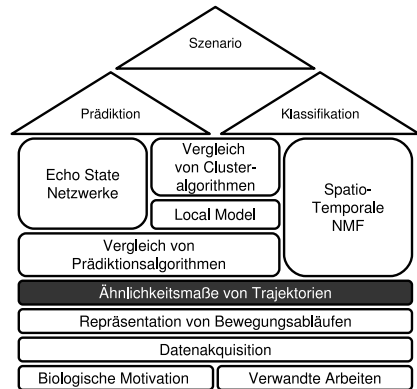 Szenario
Prädiktion
Klassifikation
Echo State
Netzwerke
Vergleich
von Cluster-
algorithmen
Local Model
Spatio-
Temporale
NMF
Vergleich von
Prädiktionsalgorithmen
Ähnlichkeitsmaße von Trajektorien
Repräsentation von Bewegungsabläufen
Datenakquisition
Biologische Motivation
Verwandte Arbeiten